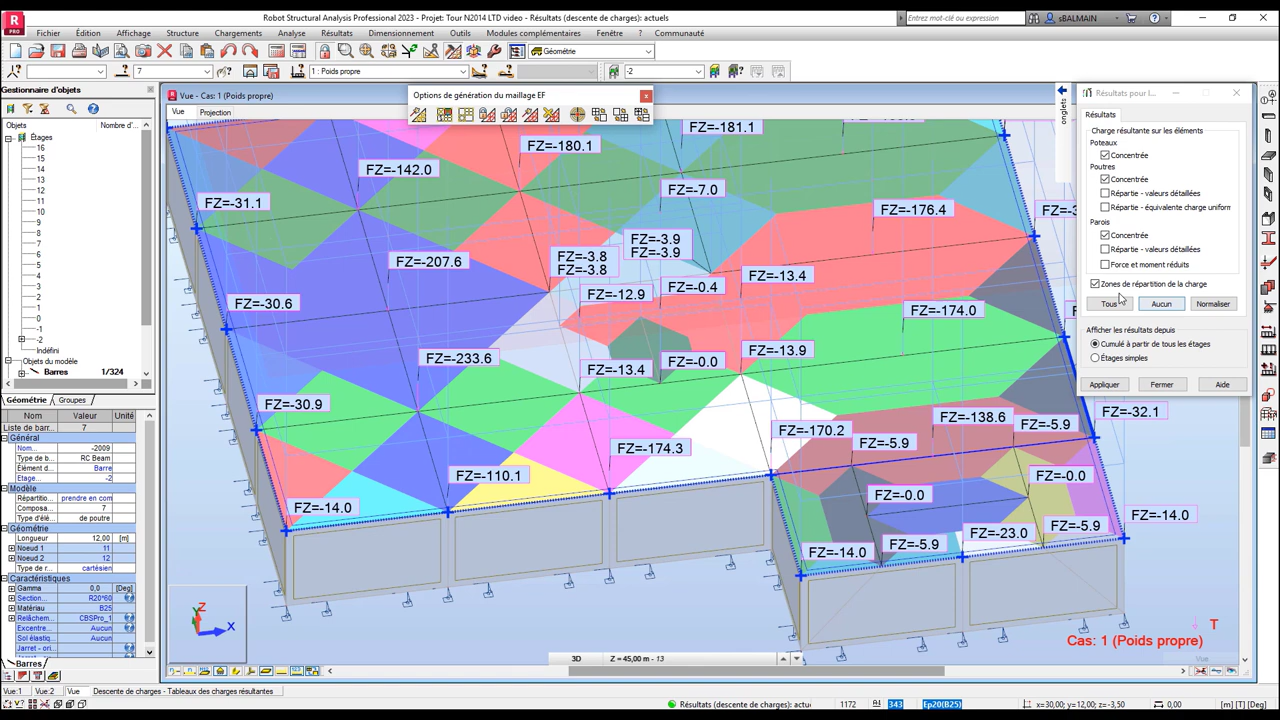 Robot Structural Analysis Professional 2023 - Projet: Tour N2014 LTD video - Résultats (descente de charges): actuels
Entrez mot-clé ou expression
sBALMAIN
R
PRO
Fichier Édition Affichage Structure Chargements Analyse Résultats Dimensionnement Outils Modules complémentaires Fenêtre ? Communauté
Géométrie
7
1 : Poids propre
-2
Gestionnaire d'objets
Objets Nombre d'...
Étages
16
15
14
13
12
11
10
9
8
7
6
5
4
3
2
1
0
-1
-2
Indéfini
Objets du modèle
Barres 1/324
Géométrie Groupes
Nom Valeur Unité
Liste de bar... 7
Général
Nom... -2009
Type de b... RC Beam
Élément d... Barre
Etage... -2
Modèle
Répartitio... prendre en com
Composa... 7
Type d'élé... de poutre
Géométrie
Longueur 12,00 [m]
Noeud 1 11
Noeud 2 12
Type de r... cartésien
Caractéristiques
Gamma 0,0 [Deg]
Section... R20*60
Matériau B25
Relâchem... CBSPro_1
Excentre... Aucun
Sol élastiq... Aucun
Jarret - ori...
Barres
Vue - Cas: 1 (Poids propre)
Vue Projection
Options de génération du maillage EF
onglets
FZ=-181.1
FZ=-180.1
FZ=-142.0
FZ=-7.0
FZ=-31.1
FZ=-176.4
FZ=-3.9
FZ=-3.9
FZ=-3.8
FZ=-3.8
FZ=-207.6
FZ=-13.4
FZ=-0.4
FZ=-12.9
FZ=-30.6
FZ=-174.0
FZ=-13.9
FZ=-233.6
FZ=-0.0
FZ=-13.4
FZ=-30.9
FZ=-32.1
FZ=-138.6
FZ=-5.9
FZ=-170.2
FZ=-5.9
FZ=-174.3
FZ=-110.1
FZ=-0.0
FZ=-0.0
FZ=-14.0
FZ=-14.0
FZ=-5.9
FZ=-23.0
FZ=-5.9
FZ=-14.0
Z
X
T
Cas: 1 (Poids propre)
3D Z = 45,00 m - 13
Vue
Résultats pour l...
Résultats
Charge résultante sur les éléments
Poteaux
Concentrée
Poutres
Concentrée
Répartie - valeurs détaillées
Répartie - équivalente charge uniform
Parois
Concentrée
Répartie - valeurs détaillées
Force et moment réduits
Zones de répartition de la charge
Tous Aucun Normaliser
Afficher les résultats depuis
Cumulé à partir de tous les étages
Étages simples
Appliquer Fermer Aide
Vue:1 Vue:2 Vue Descente de charges - Tableaux des charges résultantes
Résultats (descente de charges): actu 1172 343 Ep20(B25) x=30,00; y=12,00; z=-3,50 0,00 [m] [T] [Deg]